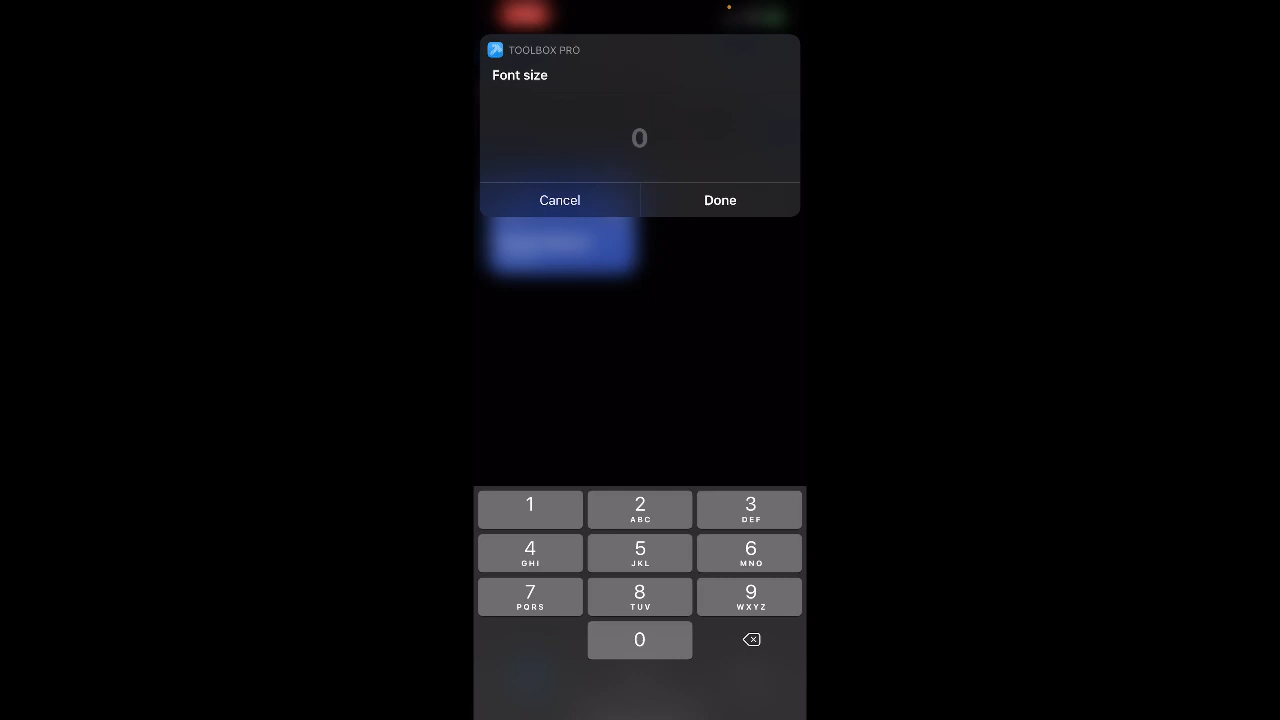 TOOLBOX PRO
Font size
0
Cancel
Done
1
2
ABC
3
DEF
4
GHI
5
JKL
6
MNO
7
PQRS
8
TUV
9
WXYZ
0